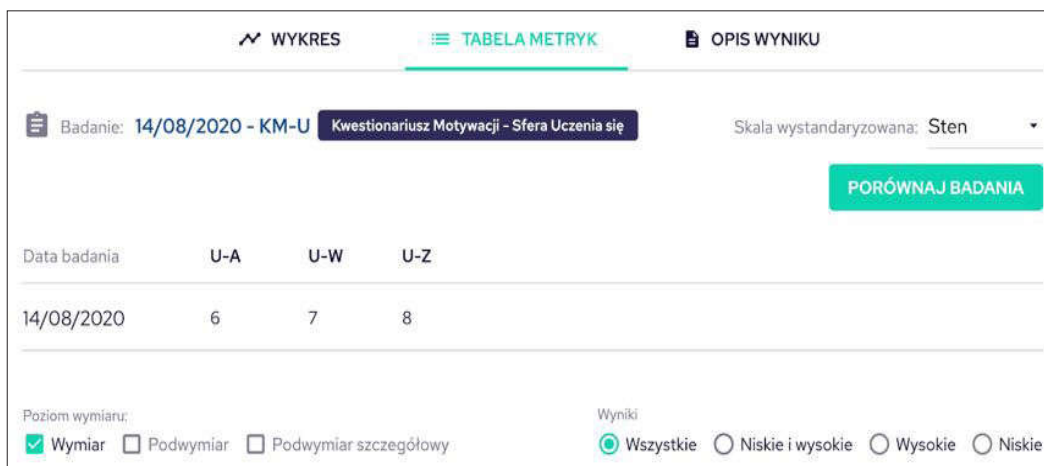 WYKRES TABELA METRYK OPIS WYNIKU
Badanie: 14/08/2020 - KM-U Kwestionariusz Motywacji - Sfera Uczenia się Skala wystandaryzowana: Sten
PORÓWNAJ BADANIA
Data badania U-A U-W U-Z
14/08/2020 6 7 8
Poziom wymiaru: Wyniki
Wymiar Podwymiar Podwymiar szczegółowy Wszystkie Niskie i wysokie Wysokie Niskie